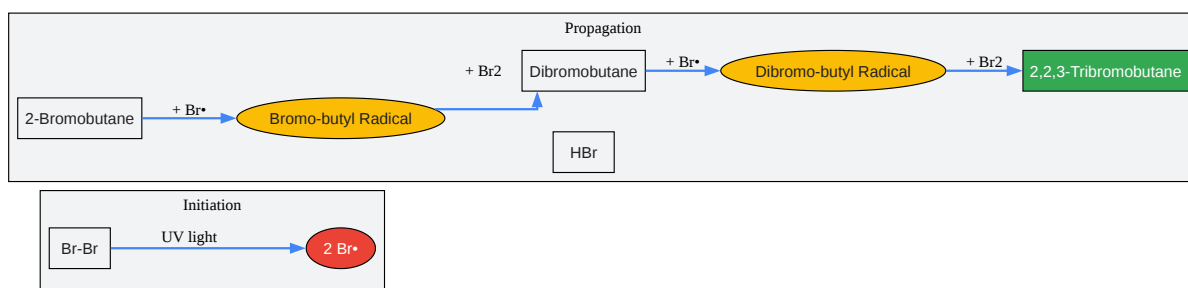 Propagation
2-Bromobutane
+ Br•
Bromo-butyl Radical
+ Br2
Dibromobutane
+ Br•
Dibromo-butyl Radical
+ Br2
2,2,3-Tribromobutane
HBr
Initiation
Br-Br
UV light
2 Br•